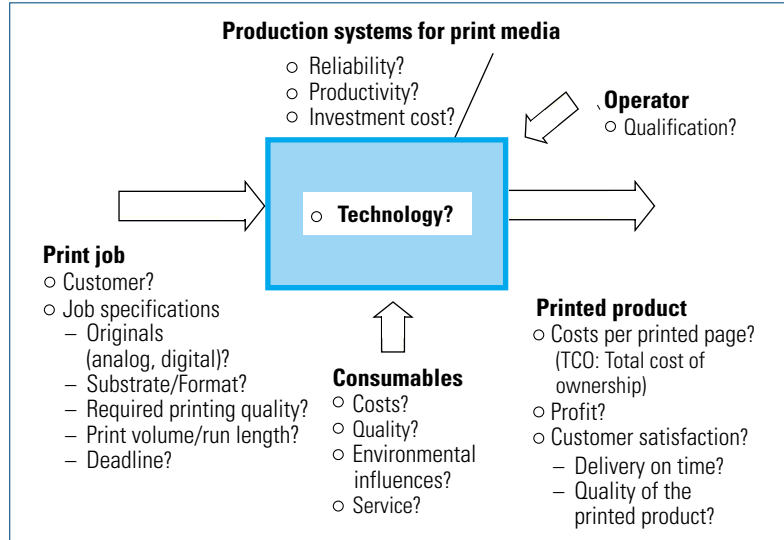 Production systems for print media
○ Reliability?
○ Productivity?
○ Investment cost?
Operator
○ Qualification?
○ Technology?
Print job
○ Customer?
○ Job specifications
– Originals
(analog, digital)?
– Substrate/Format?
– Required printing quality?
– Print volume/run length?
– Deadline?
Consumables
○ Costs?
○ Quality?
○ Environmental
influences?
○ Service?
Printed product
○ Costs per printed page?
(TCO: Total cost of
ownership)
○ Profit?
○ Customer satisfaction?
– Delivery on time?
– Quality of the
printed product?